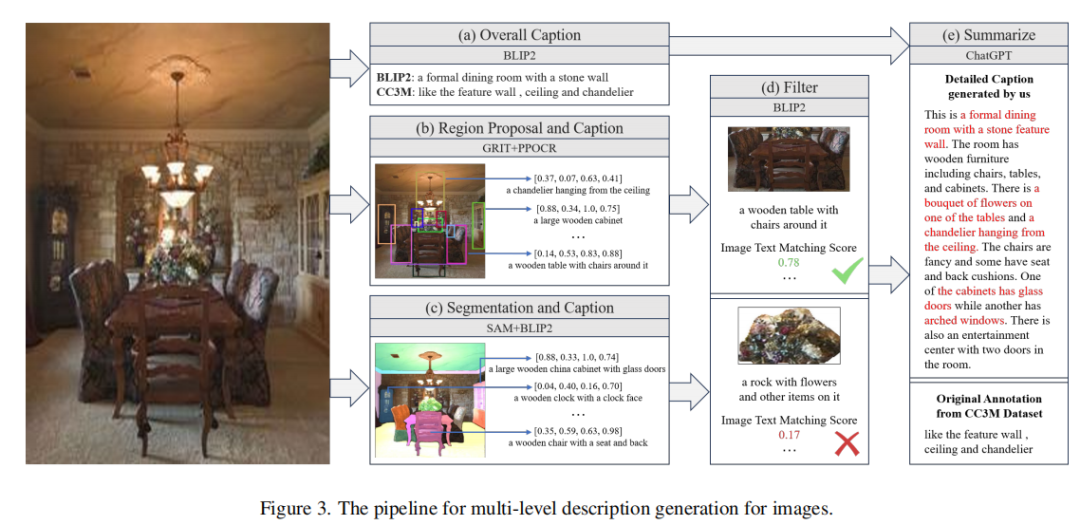 (a) Overall Caption
BLIP2
BLIP2: a formal dining room with a stone wall
CC3M: like the feature wall , ceiling and chandelier
(b) Region Proposal and Caption
GRIT+PPOCR
[0.37, 0.07, 0.63, 0.41]
a chandelier hanging from the ceiling
[0.88, 0.34, 1.0, 0.75]
a large wooden cabinet
...
[0.14, 0.53, 0.83, 0.88]
a wooden table with chairs around it
(c) Segmentation and Caption
SAM+BLIP2
[0.88, 0.33, 1.0, 0.74]
a large wooden china cabinet with glass doors
[0.04, 0.40, 0.16, 0.70]
a wooden clock with a clock face
...
[0.35, 0.59, 0.63, 0.98]
a wooden chair with a seat and back
(d) Filter
BLIP2
a wooden table with
chairs around it
Image Text Matching Score
0.78
...
a rock with flowers
and other items on it
Image Text Matching Score
0.17
...
(e) Summarize
ChatGPT
Detailed Caption
generated by us
This is a formal dining
room with a stone feature
wall. The room has
wooden furniture
including chairs, tables,
and cabinets. There is a
bouquet of flowers on
one of the tables and a
chandelier hanging from
the ceiling. The chairs are
fancy and some have seat
and back cushions. One
of the cabinets has glass
doors while another has
arched windows. There is
also an entertainment
center with two doors in
the room.
Original Annotation
from CC3M Dataset
like the feature wall ,
ceiling and chandelier
Figure 3. The pipeline for multi-level description generation for images.